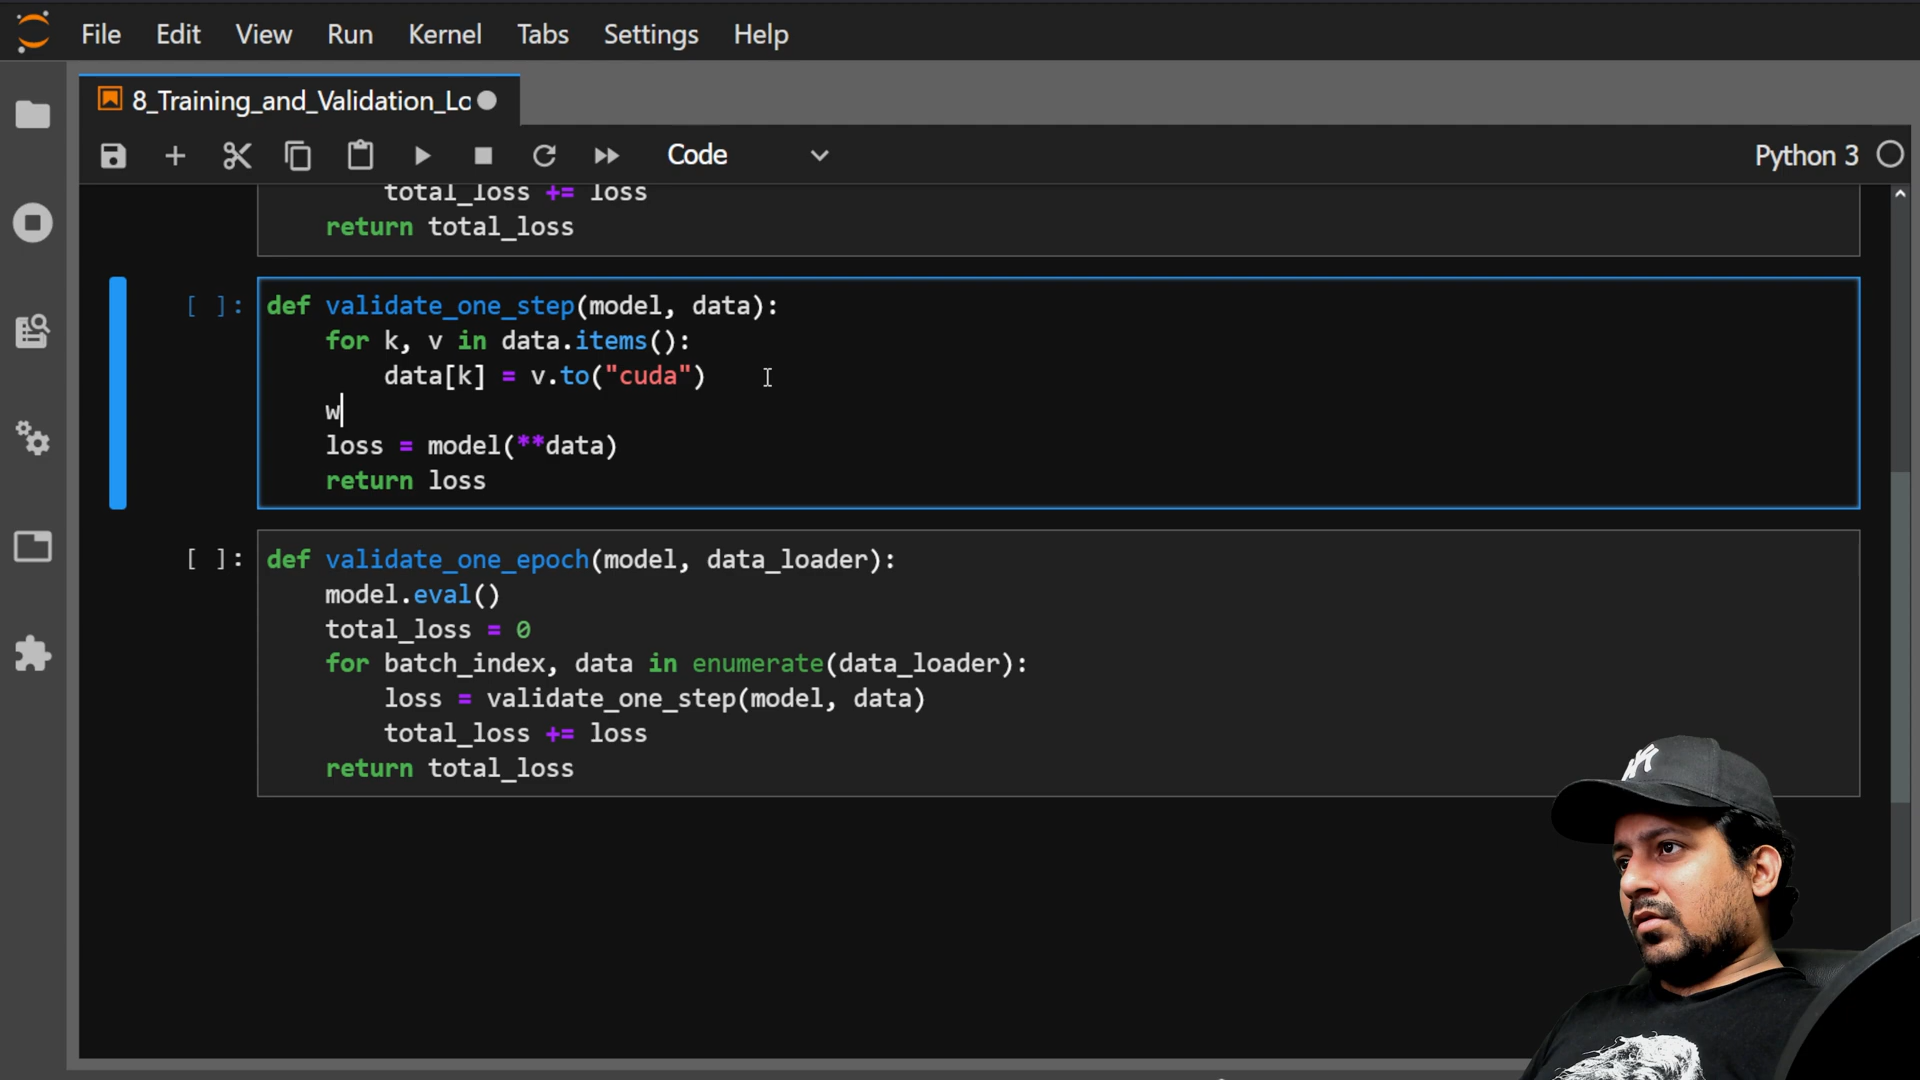 File Edit View Run Kernel Tabs Settings Help
8_Training_and_Validation_Lo
Code
Python 3
total_loss += loss
return total_loss
[ ]:
def validate_one_step(model, data):
for k, v in data.items():
data[k] = v.to("cuda")
w
loss = model(**data)
return loss
[ ]:
def validate_one_epoch(model, data_loader):
model.eval()
total_loss = 0
for batch_index, data in enumerate(data_loader):
loss = validate_one_step(model, data)
total_loss += loss
return total_loss